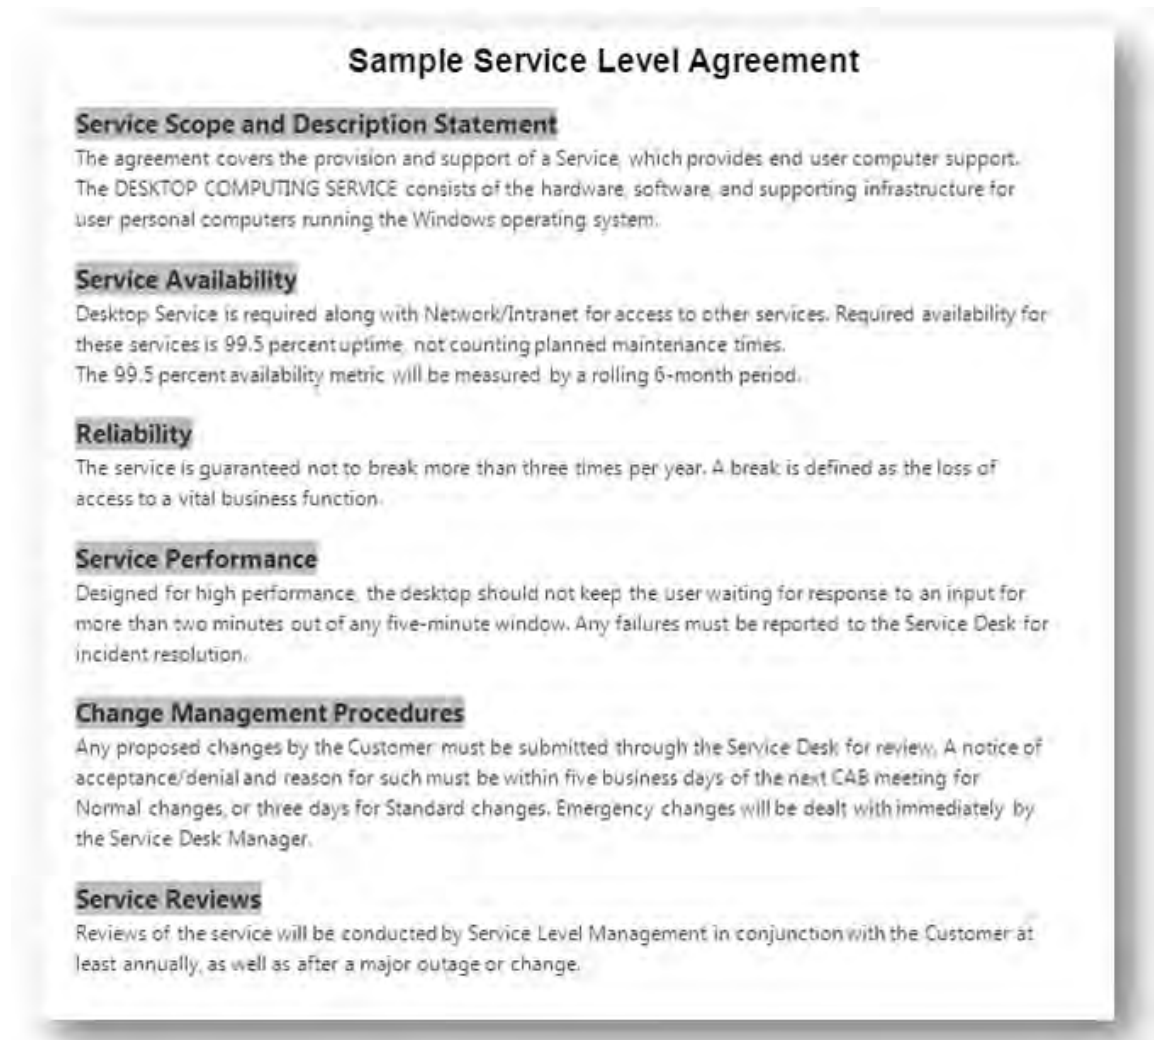 Sample Service Level Agreement
Service Scope and Description Statement
The agreement covers the provision and support of a Service, which provides end user computer support.
The DESKTOP COMPUTING SERVICE consists of the hardware, software, and supporting infrastructure for
user personal computers running the Windows operating system.
Service Availability
Desktop Service is required along with Network/Intranet for access to other services. Required availability for
these services is 99.5 percent uptime, not counting planned maintenance times.
The 99.5 percent availability metric will be measured by a rolling 6-month period.
Reliability
The service is guaranteed not to break more than three times per year. A break is defined as the loss of
access to a vital business function.
Service Performance
Designed for high performance, the desktop should not keep the user waiting for response to an input for
more than two minutes out of any five-minute window. Any failures must be reported to the Service Desk for
incident resolution.
Change Management Procedures
Any proposed changes by the Customer must be submitted through the Service Desk for review. A notice of
acceptance/denial and reason for such must be within five business days of the next CAB meeting for
Normal changes, or three days for Standard changes. Emergency changes will be dealt with immediately by
the Service Desk Manager.
Service Reviews
Reviews of the service will be conducted by Service Level Management in conjunction with the Customer at
least annually, as well as after a major outage or change.